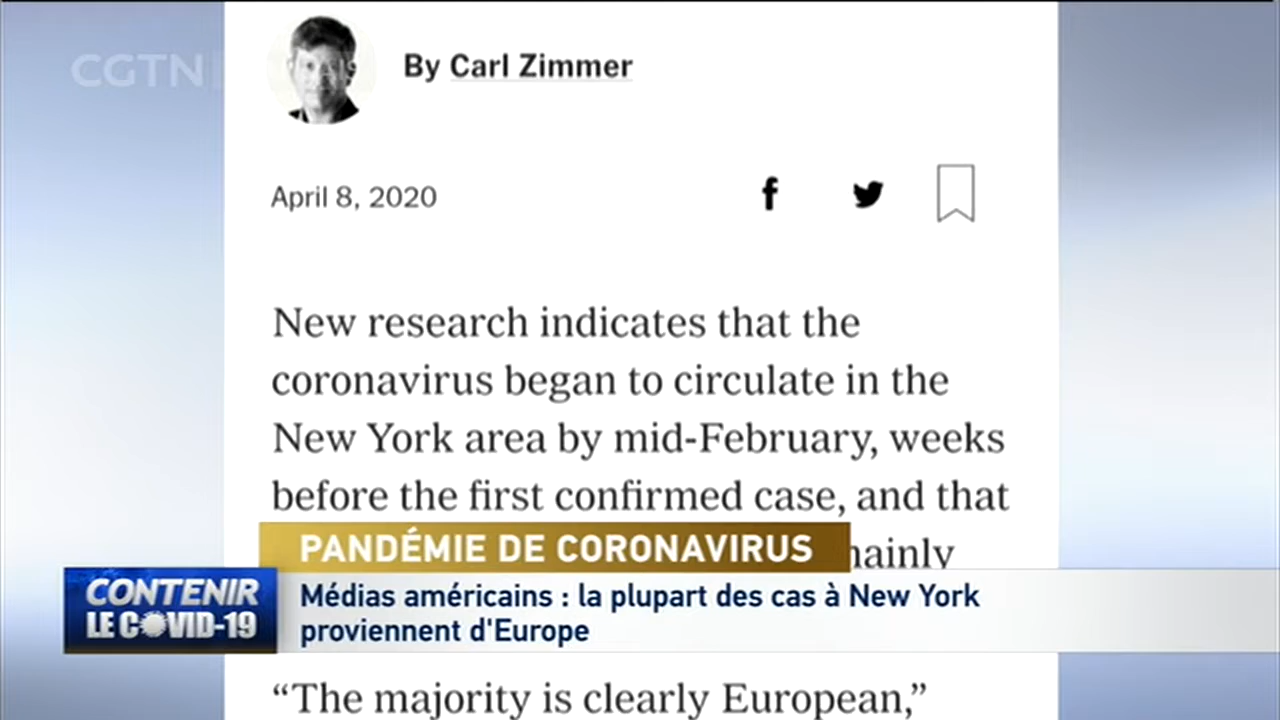 CGTN
By Carl Zimmer
April 8, 2020
New research indicates that the
coronavirus began to circulate in the
New York area by mid-February, weeks
before the first confirmed case, and that
PANDÉMIE DE CORONAVIRUS
mainly
CONTENIR
LE COVID-19
Médias américains : la plupart des cas à New York
proviennent d'Europe
“The majority is clearly European,”